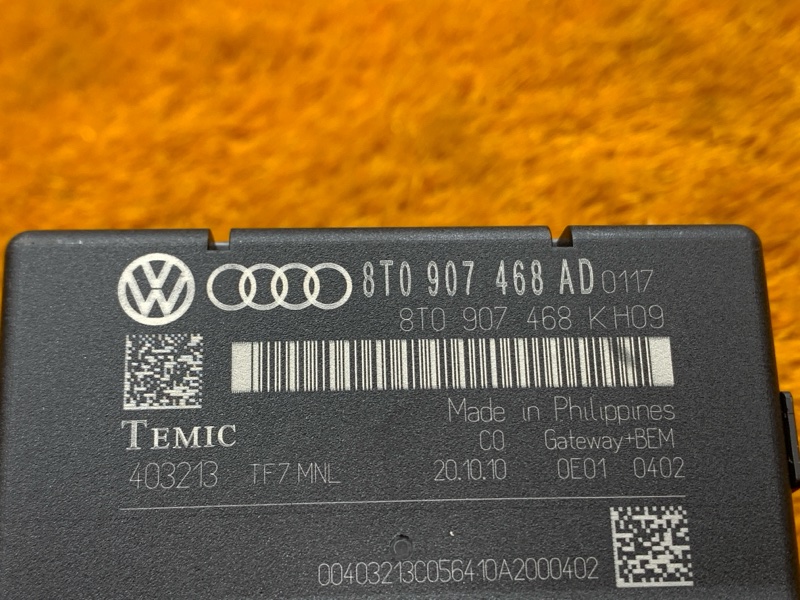 8T0 907 468 AD 0117
8T0 907 468 K H09
Made in Philippines
TEMIC
C0 Gateway+BEM
403213 TF7 MNL 20.10.10 0E01 0402
00403213C056410A2000402